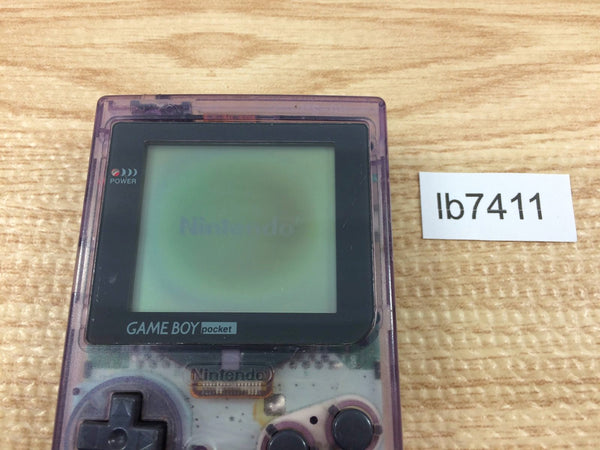 POWER
Nintendo®
GAME BOY pocket
Nintendo
lb7411